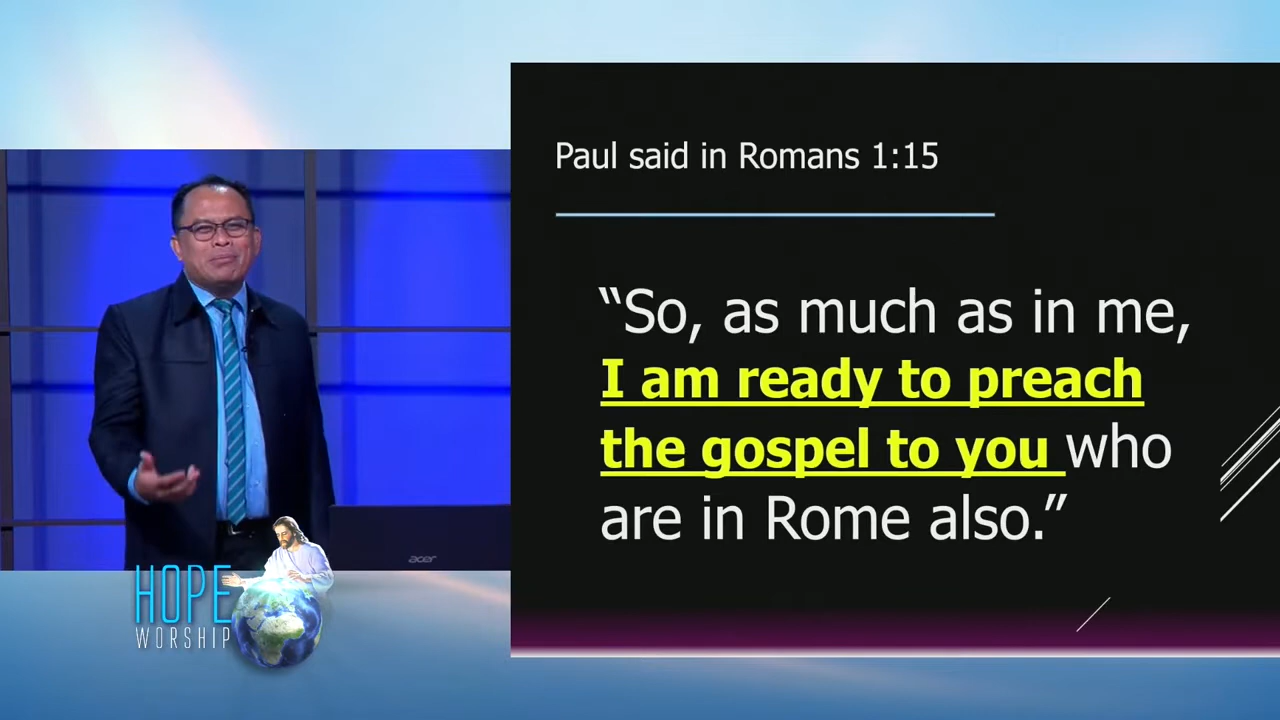 Paul said in Romans 1:15
“So, as much as in me,
I am ready to preach
the gospel to you who
are in Rome also.”
acer
HOPE
WORSHIP